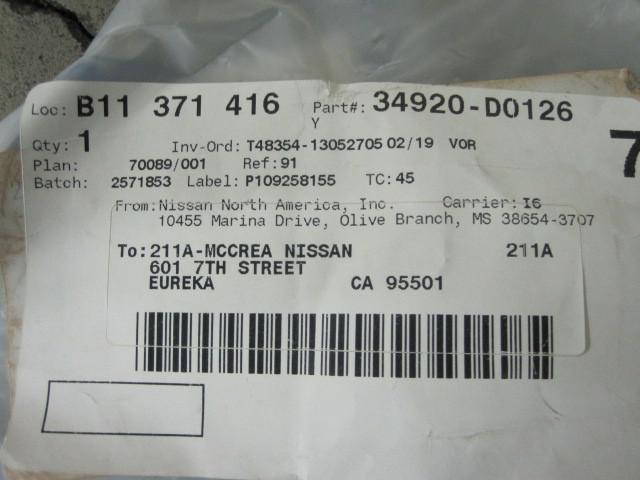 Loc: B11 371 416 Part#: 34920-D0126
Y
Qty: 1 Inv-Ord: T48354-13052705 02/19 VOR 7
Plan: 70089/001 Ref: 91
Batch: 2571853 Label: P109258155 TC: 45
From: Nissan North America, Inc. Carrier: I6
10455 Marina Drive, Olive Branch, MS 38654-3707
To: 211A-MCCREA NISSAN 211A
601 7TH STREET
EUREKA CA 95501